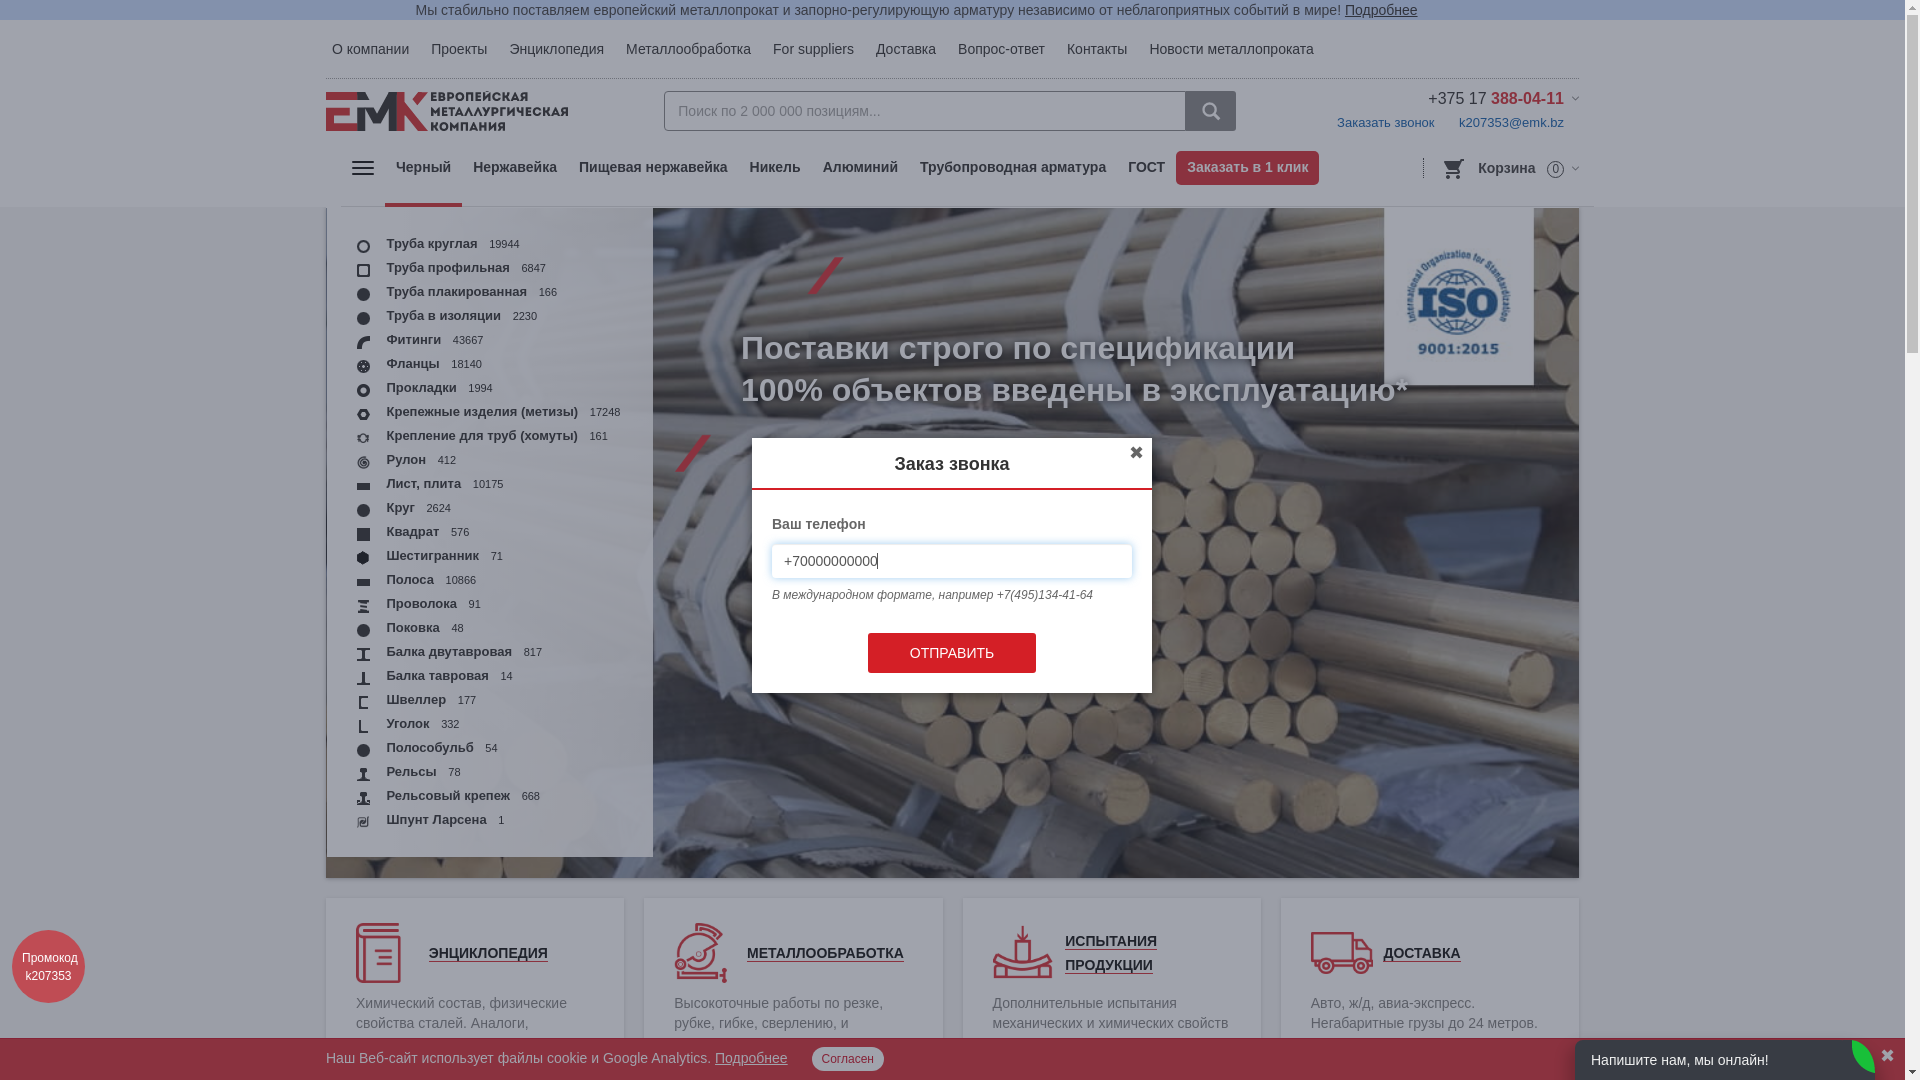 Мы стабильно поставляем европейский металлопрокат и запорно-регулирующую арматуру независимо от неблагоприятных событий в мире! Подробнее
О компании Проекты Энциклопедия Металлообработка For suppliers Доставка Вопрос-ответ Контакты Новости металлопроката
ЕМК ЕВРОПЕЙСКАЯ
МЕТАЛЛУРГИЧЕСКАЯ
КОМПАНИЯ
Поиск по 2 000 000 позициям...
+375 17 388-04-11
Заказать звонок k207353@emk.bz
Черный Нержавейка Пищевая нержавейка Никель Алюминий Трубопроводная арматура ГОСТ Заказать в 1 клик
Корзина 0
Труба круглая 19944
Труба профильная 6847
Труба плакированная 166
Труба в изоляции 2230
Фитинги 43667
Фланцы 18140
Прокладки 1994
Крепежные изделия (метизы) 17248
Крепление для труб (хомуты) 161
Рулон 412
Лист, плита 10175
Круг 2624
Квадрат 576
Шестигранник 71
Полоса 10866
Проволока 91
Поковка 48
Балка двутавровая 817
Балка тавровая 14
Швеллер 177
Уголок 332
Полособульб 54
Рельсы 78
Рельсовый крепеж 668
Шпунт Ларсена 1
International Organization for Standardization
ISO
9001:2015
Поставки строго по спецификации
100% объектов введены в эксплуатацию*
Заказ звонка
✖
Ваш телефон
+70000000000
В международном формате, например +7(495)134-41-64
ОТПРАВИТЬ
Промокод
k207353
ЭНЦИКЛОПЕДИЯ
Химический состав, физические
свойства сталей. Аналоги,
МЕТАЛЛООБРАБОТКА
Высокоточные работы по резке,
рубке, гибке, сверлению, и
ИСПЫТАНИЯ
ПРОДУКЦИИ
Дополнительные испытания
механических и химических свойств
ДОСТАВКА
Авто, ж/д, авиа-экспресс.
Негабаритные грузы до 24 метров.
Наш Веб-сайт использует файлы cookie и Google Analytics. Подробнее Согласен
Напишите нам, мы онлайн!
✖